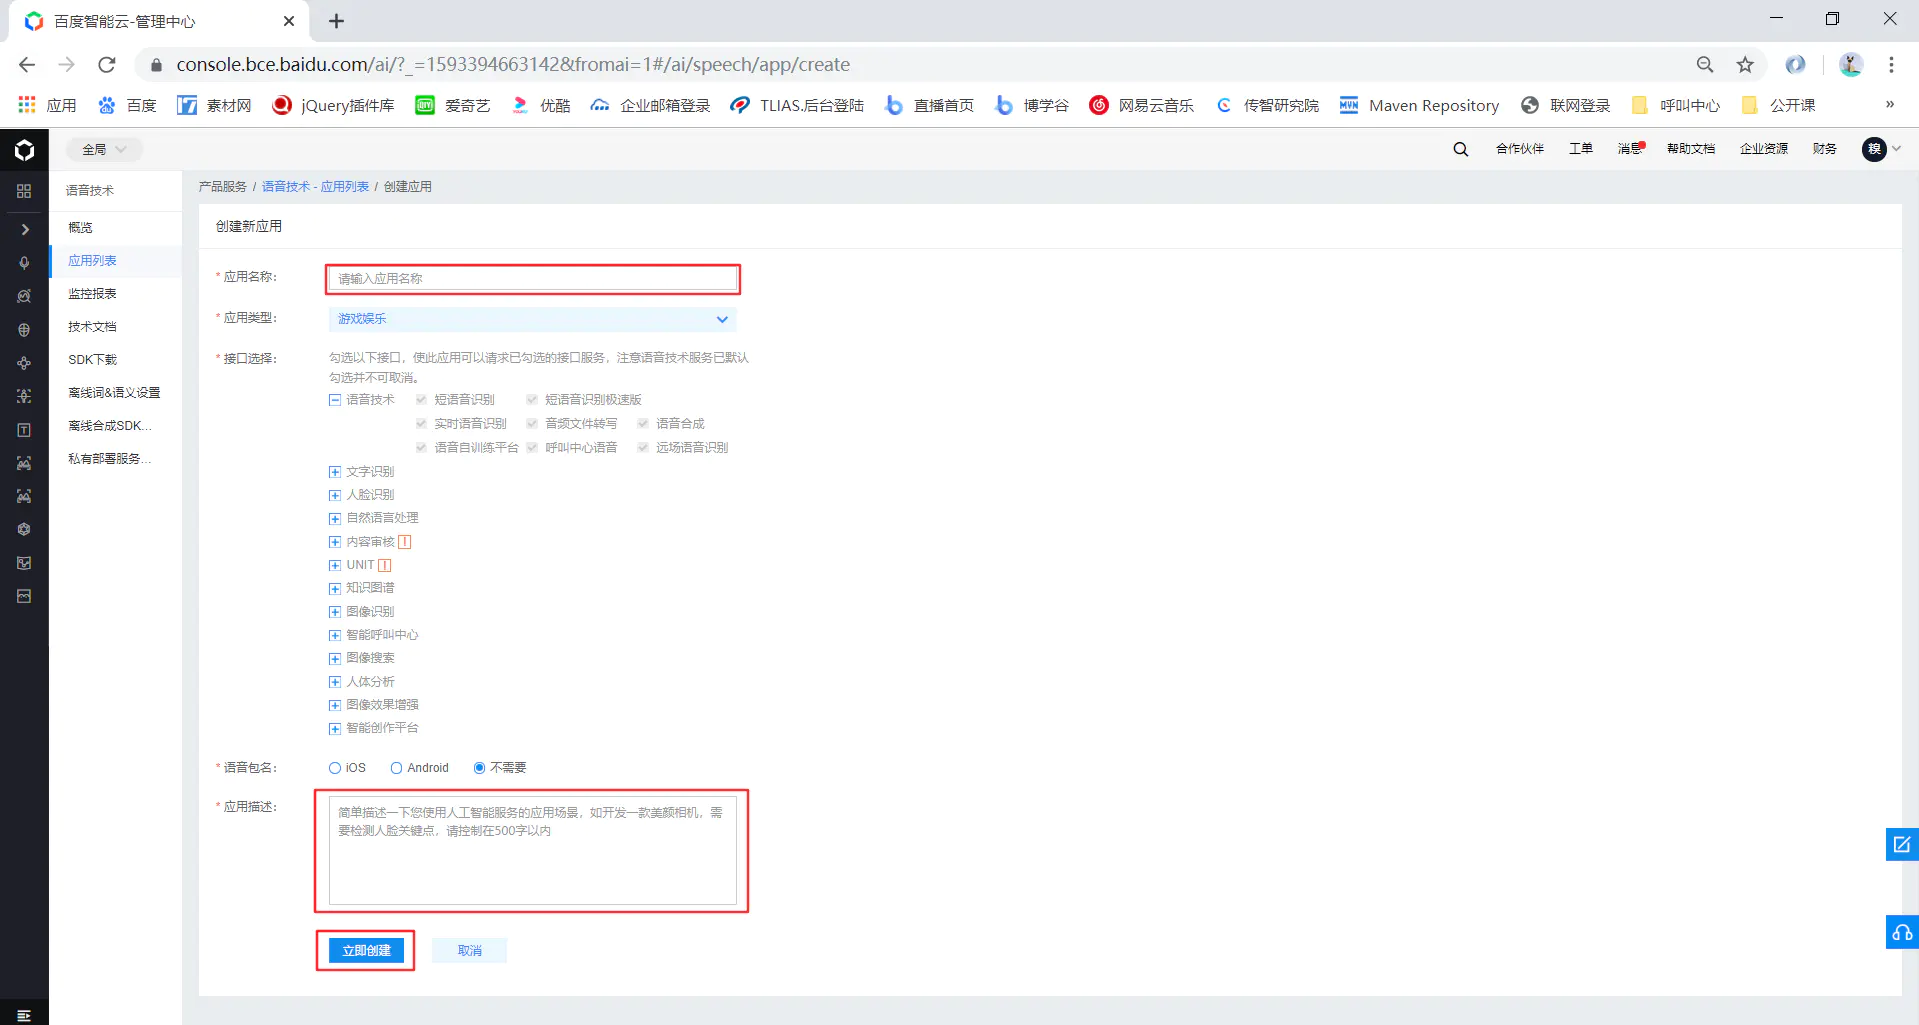 百度智能云-管理中心
console.bce.baidu.com/ai/?_=1593394663142&fromai=1#/ai/speech/app/create
应用 百度 素材网 jQuery插件库 爱奇艺 优酷 企业邮箱登录 TLIAS.后台登陆 直播首页 博学谷 网易云音乐 传智研究院 Maven Repository 联网登录 呼叫中心 公开课 »
全局 合作伙伴 工单 消息 帮助文档 企业资源 财务
语音技术
概览
应用列表
监控报表
技术文档
SDK下载
离线词&语义设置
离线合成SDK...
私有部署服务...
产品服务 / 语音技术 - 应用列表 / 创建应用
创建新应用
* 应用名称: 请输入应用名称
* 应用类型: 游戏娱乐
* 接口选择: 勾选以下接口，使此应用可以请求已勾选的接口服务，注意语音技术服务已默认
勾选并不可取消。
语音技术 短语音识别 短语音识别极速版
实时语音识别 音频文件转写 语音合成
语音自训练平台 呼叫中心语音 远场语音识别
文字识别
人脸识别
自然语言处理
内容审核
UNIT
知识图谱
图像识别
智能呼叫中心
图像搜索
人体分析
图像效果增强
智能创作平台
* 语音包名: iOS Android 不需要
* 应用描述: 简单描述一下您使用人工智能服务的应用场景，如开发一款美颜相机，需
要检测人脸关键点，请控制在500字以内
立即创建 取消